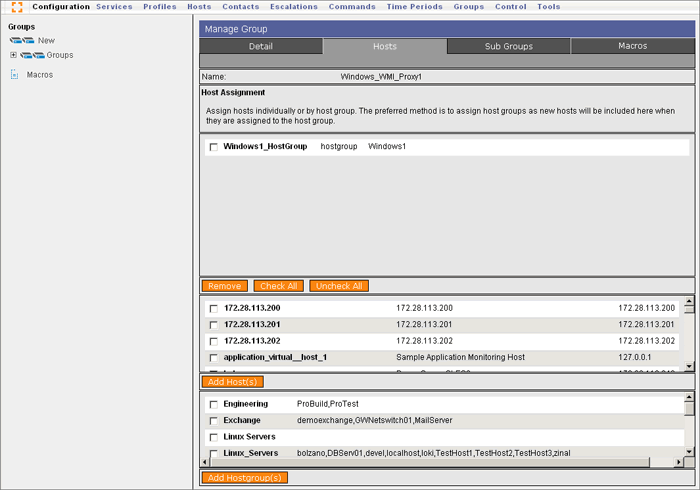 Configuration Services Profiles Hosts Contacts Escalations Commands Time Periods Groups Control Tools
Groups
New
Groups
Macros
Manage Group
Detail Hosts Sub Groups Macros
Name: Windows_WMI_Proxy1
Host Assignment
Assign hosts individually or by host group. The preferred method is to assign host groups as new hosts will be included here when
they are assigned to the host group.
Windows1_HostGroup hostgroup Windows1
Remove Check All Uncheck All
172.28.113.200 172.28.113.200 172.28.113.200
172.28.113.201 172.28.113.201 172.28.113.201
172.28.113.202 172.28.113.202 172.28.113.202
application_virtual__host_1 Sample Application Monitoring Host 127.0.0.1
Add Host(s)
Engineering ProBuild,ProTest
Exchange demoexchange,GWNetswitch01,MailServer
Linux Servers
Linux_Servers bolzano,DBServ01,devel,localhost,loki,TestHost1,TestHost2,TestHost3,zinal
Add Hostgroup(s)